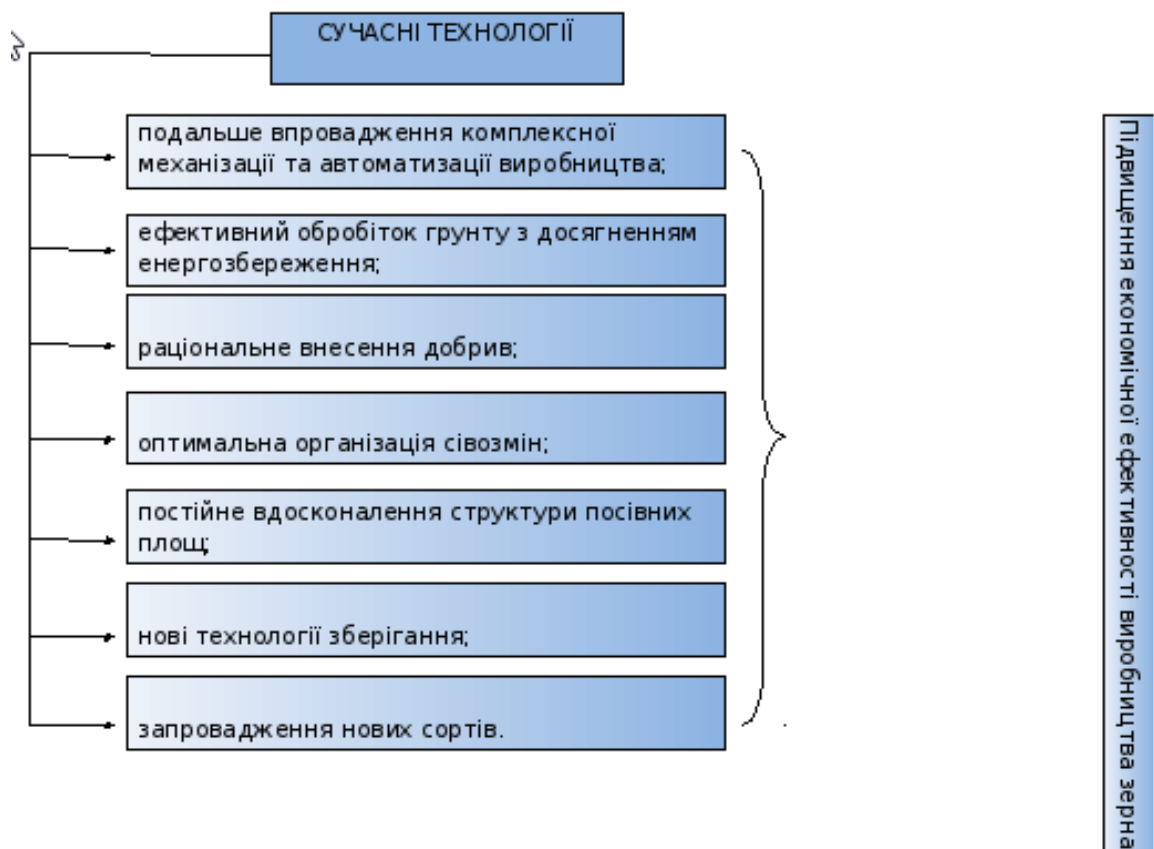 СУЧАСНІ ТЕХНОЛОГІЇ
подальше впровадження комплексної
механізації та автоматизації виробництва;
ефективний обробіток грунту з досягненням
енергозбереження;
раціональне внесення добрив;
оптимальна організація сівозмін;
постійне вдосконалення структури посівних
площ;
нові технології зберігання;
запровадження нових сортів.
Підвищення економічної ефективності виробництва зерна